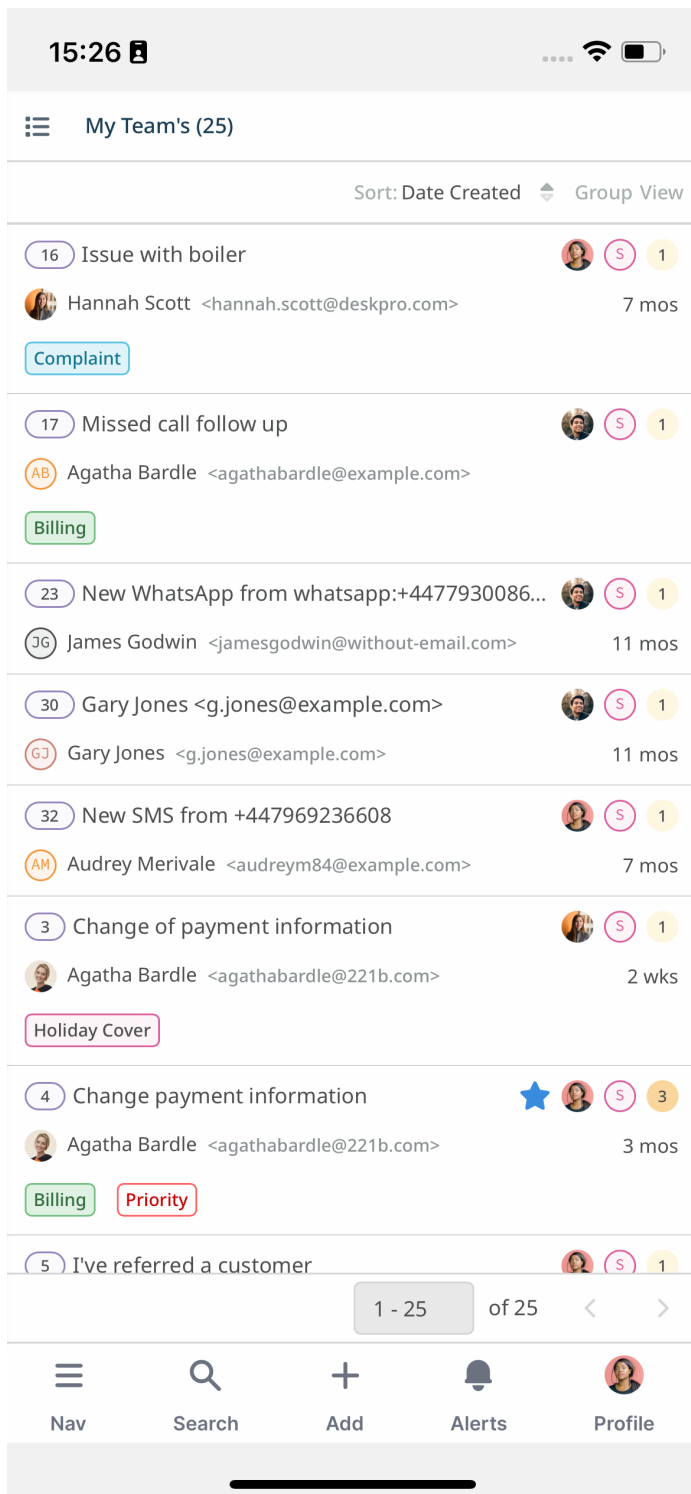 15:26
My Team's (25)
Sort: Date Created Group View
16 Issue with boiler S 1
Hannah Scott <hannah.scott@deskpro.com> 7 mos
Complaint
17 Missed call follow up S 1
AB Agatha Bardle <agathabardle@example.com>
Billing
23 New WhatsApp from whatsapp:+4477930086... S 1
JG James Godwin <jamesgodwin@without-email.com> 11 mos
30 Gary Jones <g.jones@example.com> S 1
GJ Gary Jones <g.jones@example.com> 11 mos
32 New SMS from +447969236608 S 1
AM Audrey Merivale <audreym84@example.com> 7 mos
3 Change of payment information S 1
Agatha Bardle <agathabardle@221b.com> 2 wks
Holiday Cover
4 Change payment information S 3
Agatha Bardle <agathabardle@221b.com> 3 mos
Billing Priority
5 I've referred a customer S 1
1 - 25 of 25
Nav Search Add Alerts Profile